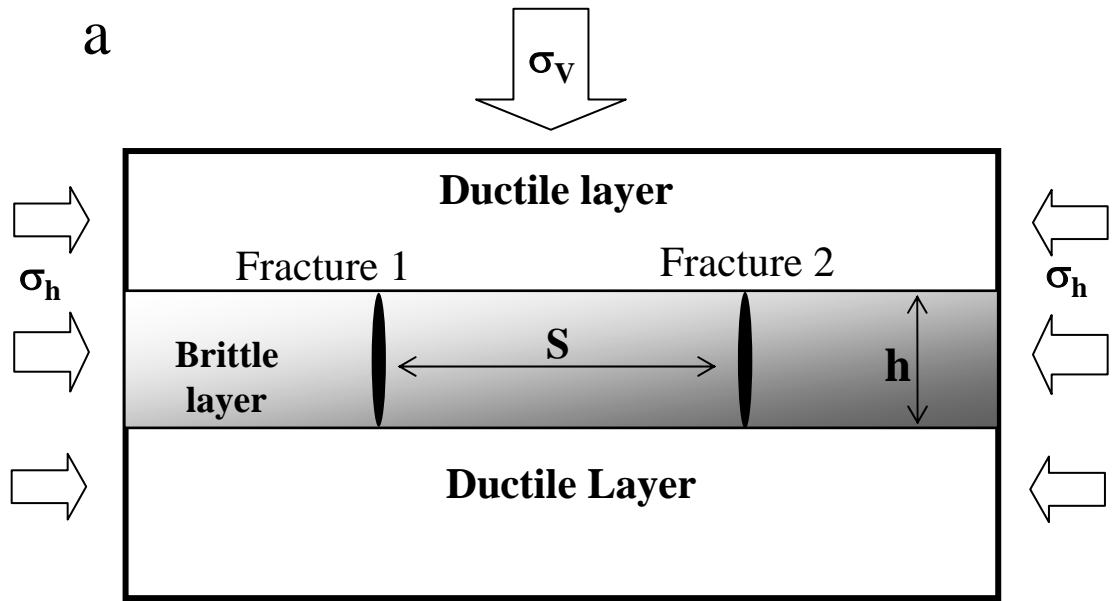 a
σV
Ductile layer
Fracture 1
Fracture 2
σh
σh
Brittle
layer
S
h
Ductile Layer